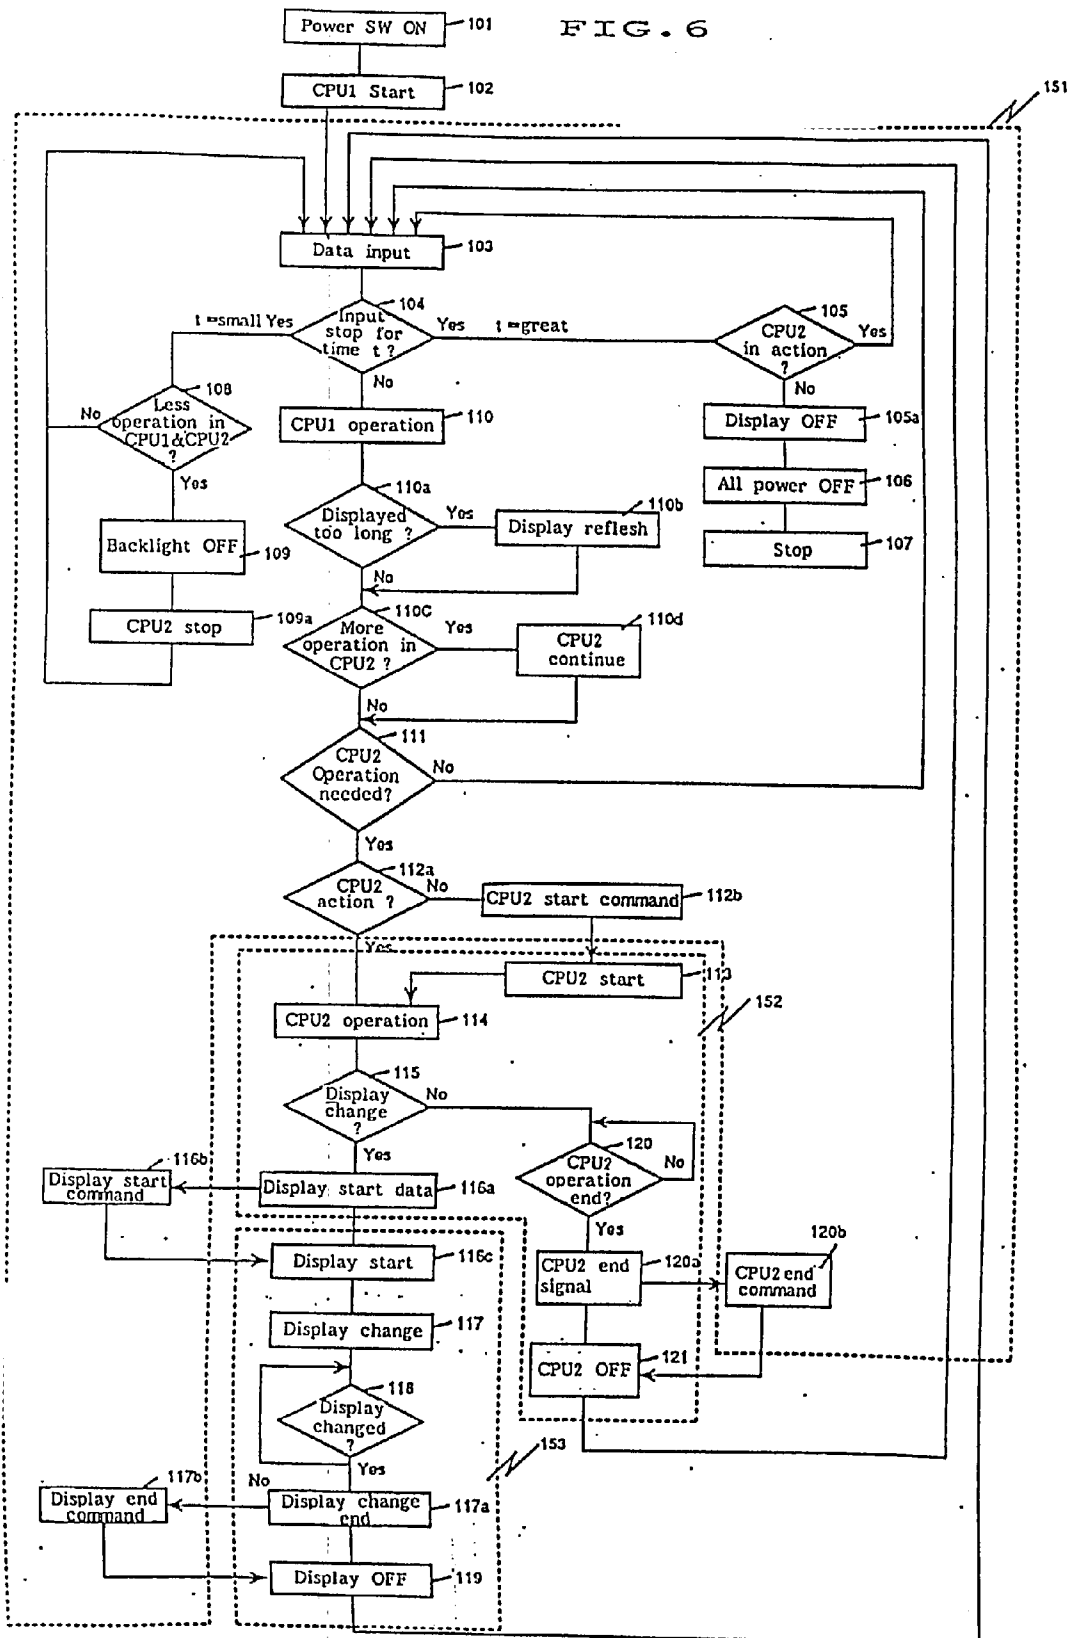 FIG. 6
Power SW ON
101
CPU1 Start
102
151
Data input
103
104
Input
stop for
time t ?
t =small Yes
Yes
t =great
No
105
CPU2
in action
?
Yes
No
Display OFF
105a
All power OFF
106
Stop
107
108
Less
operation in
CPU1&CPU2
?
No
Yes
Backlight OFF
109
CPU2 stop
109a
CPU1 operation
110
110a
Displayed
too long ?
Yes
No
110b
Display reflesh
110C
More
operation in
CPU2 ?
Yes
No
110d
CPU2
continue
111
CPU2
Operation
needed?
No
Yes
112a
CPU2
action ?
No
Yes
CPU2 start command
112b
CPU2 start
113
CPU2 operation
114
152
115
Display
change
?
No
Yes
120
CPU2
operation
end?
No
Yes
116b
Display start
command
Display start data
116a
Display start
116c
CPU2 end
signal
120a
120b
CPU2 end
command
Display change
117
CPU2 OFF
121
118
Display
changed
?
Yes
No
153
117b
Display end
command
Display change
end
117a
Display OFF
119